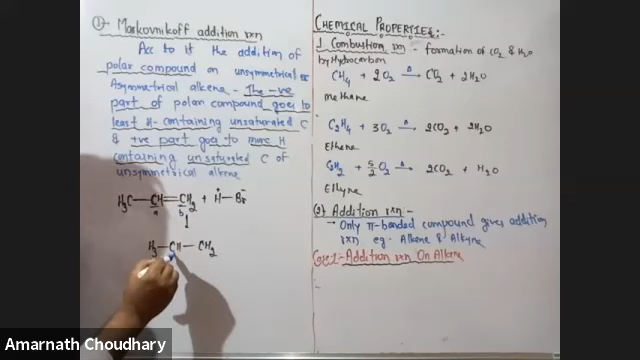 ①- Markovnikoff addition rxn
Acc to it the addition of
polar compound on unsymmetrical or
Asymmetrical alkene - The -ve
part of polar compound goes to
least H- containing unsaturated C
& +ve part goes to more H
containing unsaturated C of
unsymmetrical alkene
H₃C—CH=CH₂ + H—Br
a b
H₃—CH—CH₂
CHEMICAL PROPERTIES:-
1. Combustion rxn - formation of CO₂ & H₂O
by Hydrocarbon
CH₄ + 2O₂ —Δ→ CO₂ + 2H₂O
methane
C₂H₄ + 3O₂ —Δ→ 2CO₂ + 2H₂O
Ethene
C₂H₂ + 5/2 O₂ —Δ→ 2CO₂ + H₂O
Ethyne
(2) Addition rxn
→ Only π-bonded compound gives addition
rxn eg:- Alkene & Alkyne
Case 1:- Addition rxn On Alkene
:-
Amarnath Choudhary